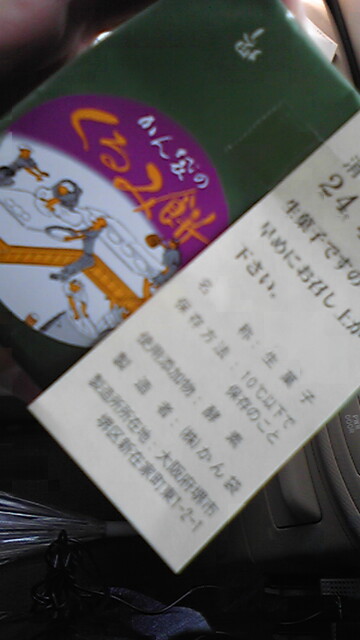 かん袋の
くるみ餅
24
生菓子ですの
早めにお召し上が
下さい。
名 称：生 菓 子
保存方法：10℃以下で
保存のこと
使用添加物：酵 素
製 造 者：㈱かん袋
製造所所在地：大阪府堺市
堺区新在家町東1-2-1